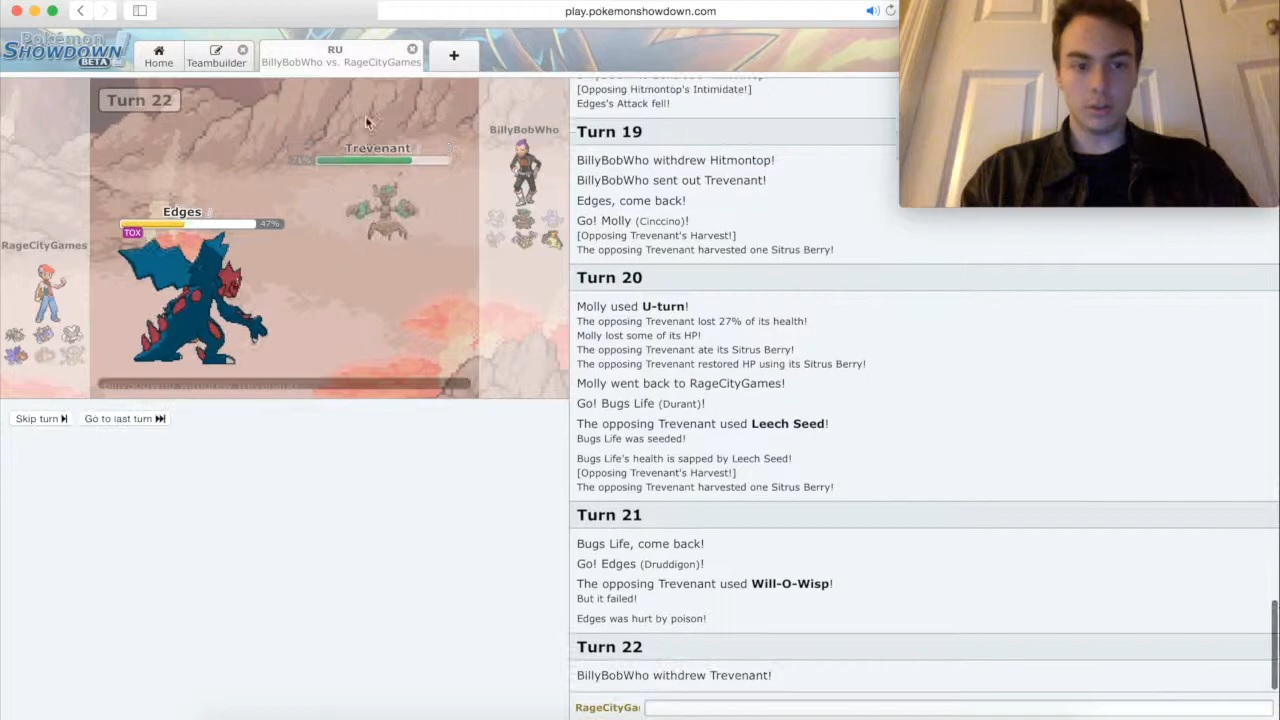 play.pokemonshowdown.com
Pokémon
SHOWDOWN
BETA
Home
Teambuilder
RU
BillyBobWho vs. RageCityGames
+
Turn 22
BillyBobWho
Trevenant
71%
Edges
47%
TOX
RageCityGames
BillyBobWho withdrew Trevenant!
Skip turn
Go to last turn
[Opposing Hitmontop's Intimidate!]
Edges's Attack fell!
Turn 19
BillyBobWho withdrew Hitmontop!
BillyBobWho sent out Trevenant!
Edges, come back!
Go! Molly (Cinccino)!
[Opposing Trevenant's Harvest!]
The opposing Trevenant harvested one Sitrus Berry!
Turn 20
Molly used U-turn!
The opposing Trevenant lost 27% of its health!
Molly lost some of its HP!
The opposing Trevenant ate its Sitrus Berry!
The opposing Trevenant restored HP using its Sitrus Berry!
Molly went back to RageCityGames!
Go! Bugs Life (Durant)!
The opposing Trevenant used Leech Seed!
Bugs Life was seeded!
Bugs Life's health is sapped by Leech Seed!
[Opposing Trevenant's Harvest!]
The opposing Trevenant harvested one Sitrus Berry!
Turn 21
Bugs Life, come back!
Go! Edges (Druddigon)!
The opposing Trevenant used Will-O-Wisp!
But it failed!
Edges was hurt by poison!
Turn 22
BillyBobWho withdrew Trevenant!
RageCityGa